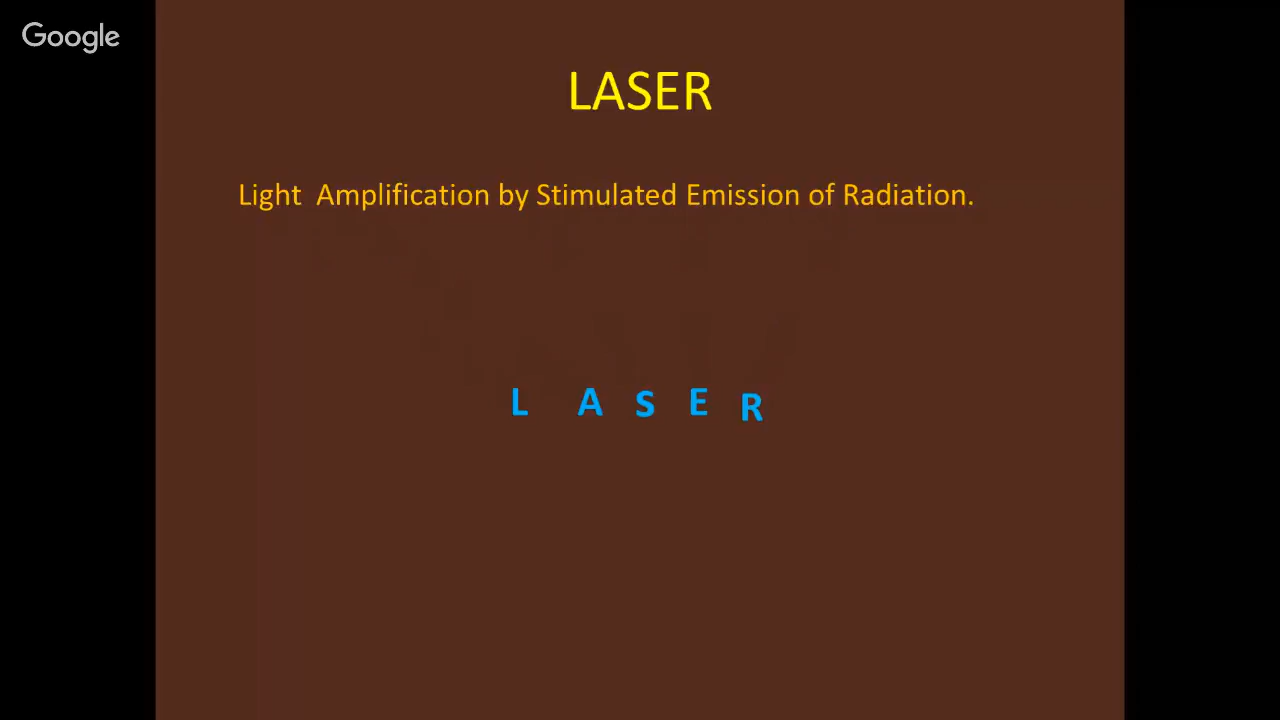 Google
LASER
Light Amplification by Stimulated Emission of Radiation.
L A S E R